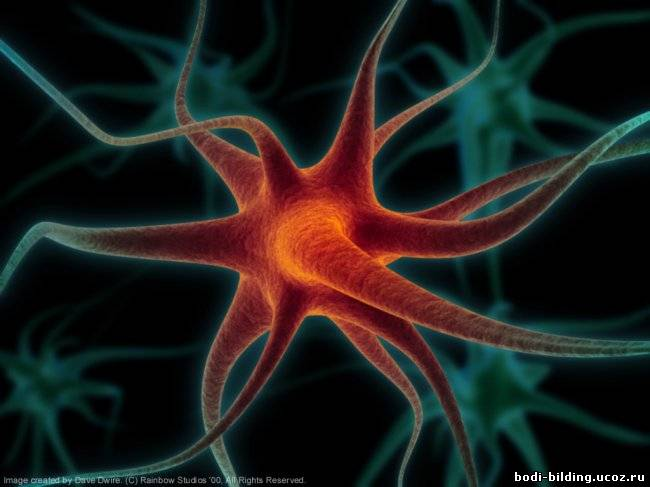 Image created by Dave Dwire. (C) Rainbow Studios '00. All Rights Reserved.
bodi-bilding.ucoz.ru